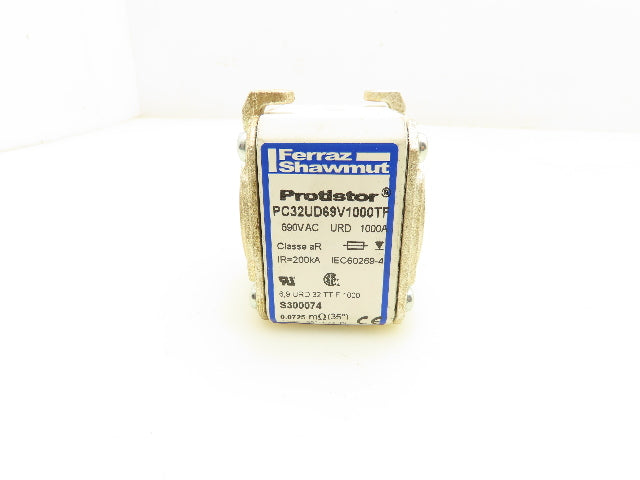 Ferraz
Shawmut
Protistor®
PC32UD69V1000TF
690VAC URD 1000A
Classe aR
IR=200kA IEC60269-4
6,9 URD 32 TTF 1000
S300074
0.0725 mΩ(35°)
CE